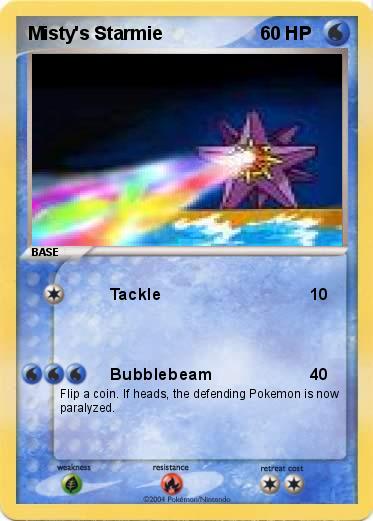 Misty's Starmie 60 HP
BASE
Tackle 10
Bubblebeam 40
Flip a coin. If heads, the defending Pokemon is now
paralyzed.
weakness resistance retreat cost
©2004 Pokémon/Nintendo